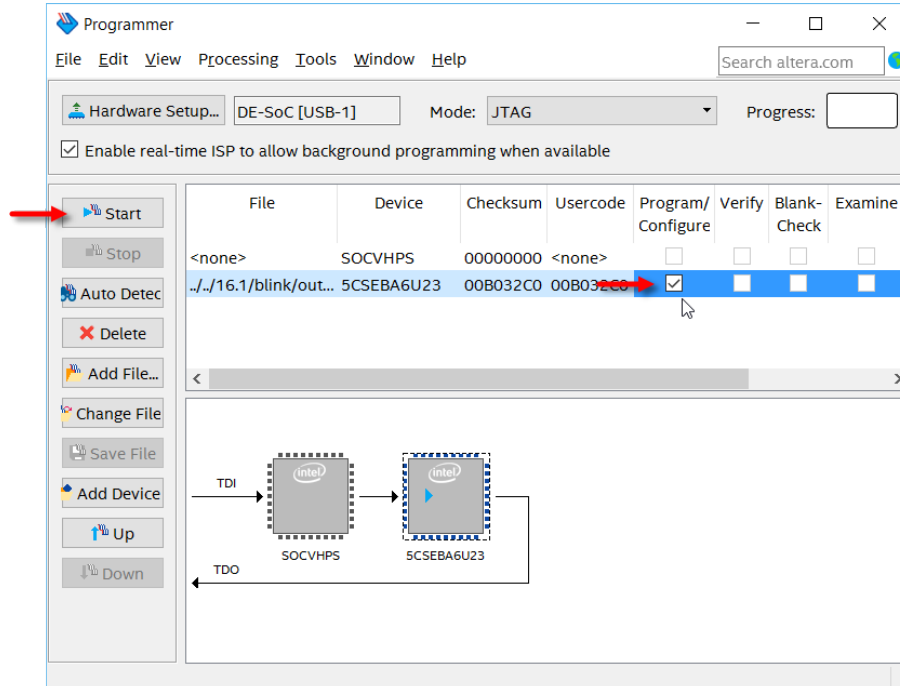 Programmer
File Edit View Processing Tools Window Help
Search altera.com
Hardware Setup... DE-SoC [USB-1] Mode: JTAG Progress:
Enable real-time ISP to allow background programming when available
Start
Stop
Auto Detec
Delete
Add File...
Change File
Save File
Add Device
Up
Down
File Device Checksum Usercode Program/ Verify Blank- Examine
Configure Check
<none> SOCVHPS 00000000 <none>
../../16.1/blink/out... 5CSEBA6U23 00B032C0 00B032C0
TDI
intel
intel
SOCVHPS
5CSEBA6U23
TDO